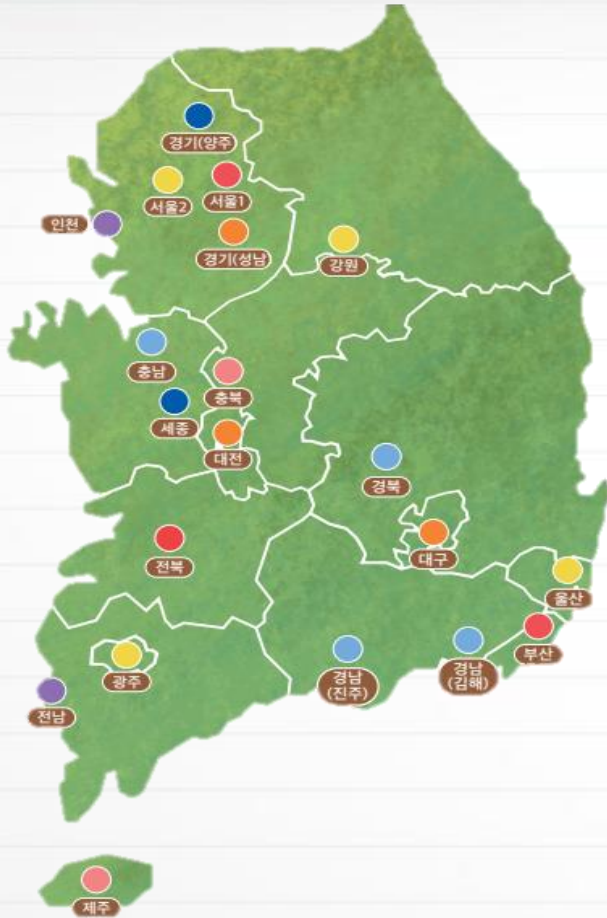 경기(양주
서울2
서울1
인천
경기(성남
강원
충남
충북
세종
대전
경북
전북
대구
울산
부산
광주
경남
(진주)
경남
(김해)
전남
제주